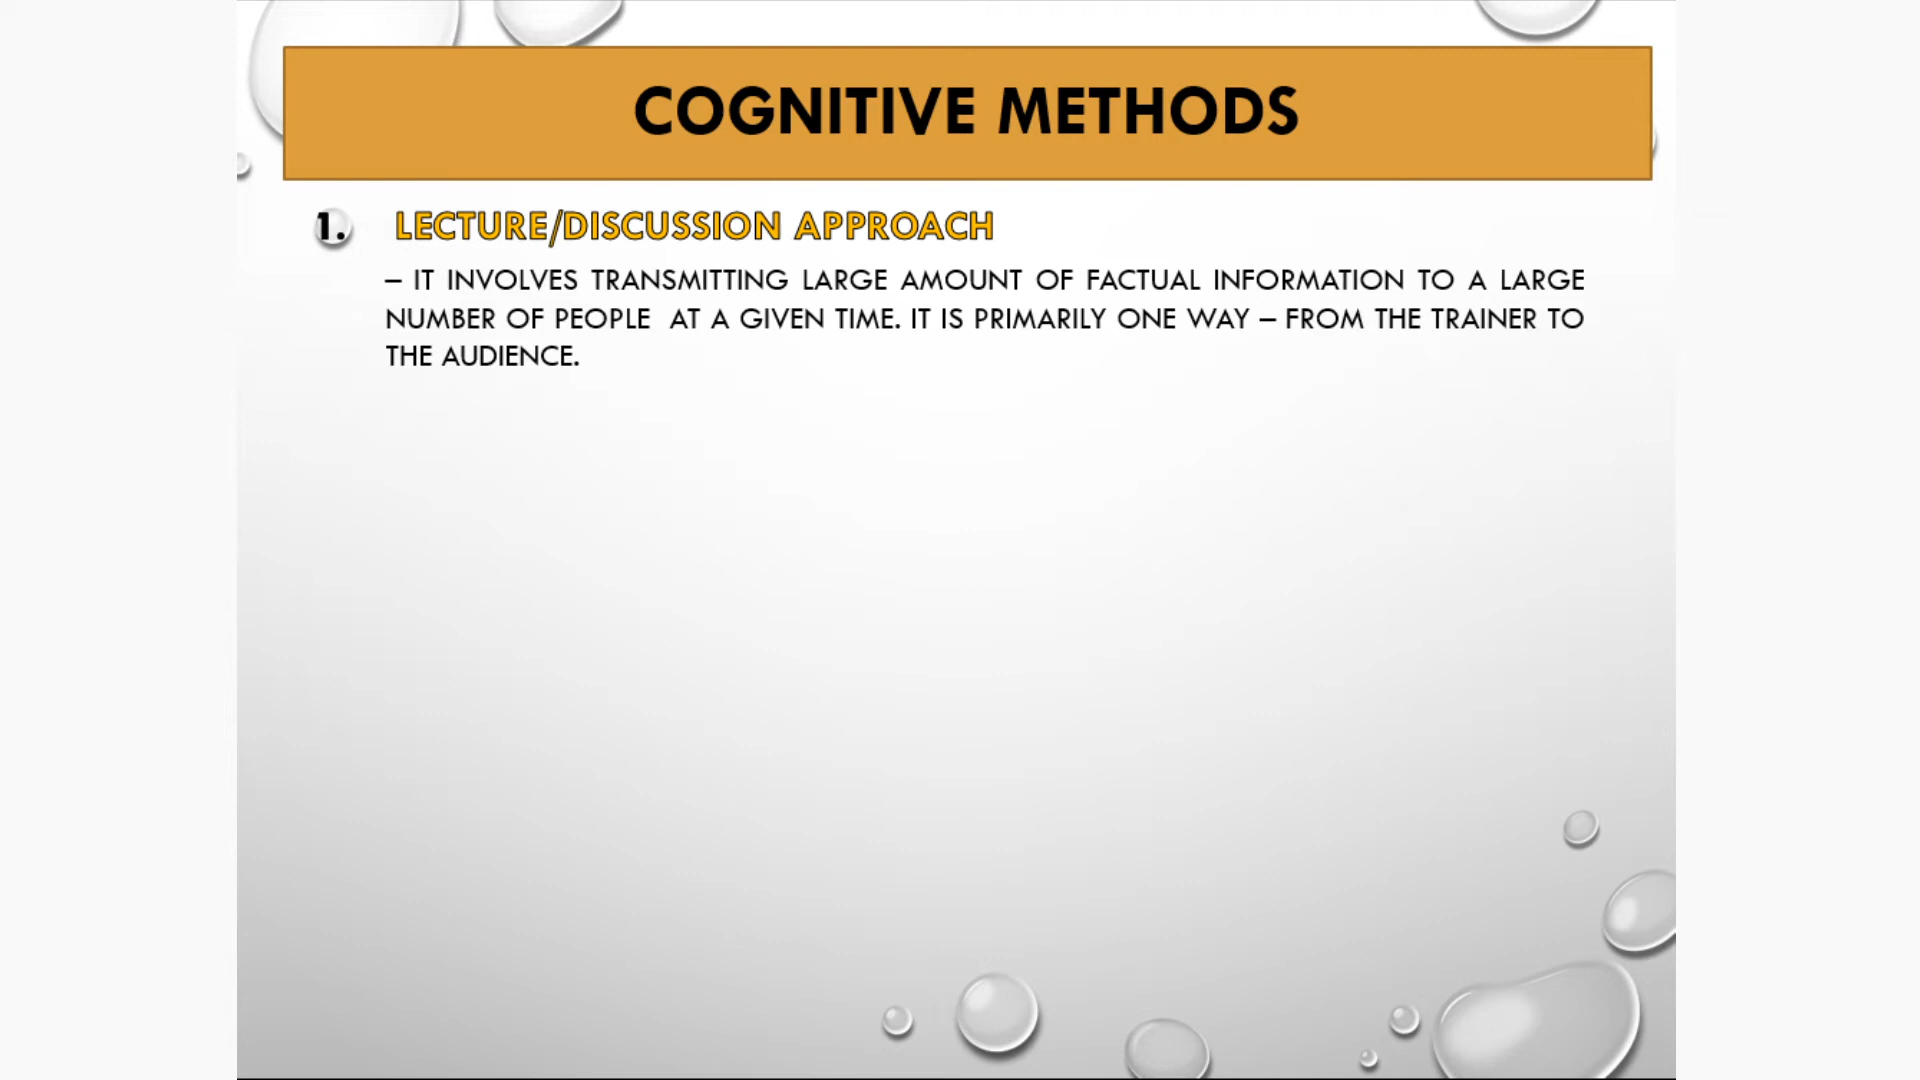 COGNITIVE METHODS
1. LECTURE/DISCUSSION APPROACH
– IT INVOLVES TRANSMITTING LARGE AMOUNT OF FACTUAL INFORMATION TO A LARGE
NUMBER OF PEOPLE AT A GIVEN TIME. IT IS PRIMARILY ONE WAY – FROM THE TRAINER TO
THE AUDIENCE.